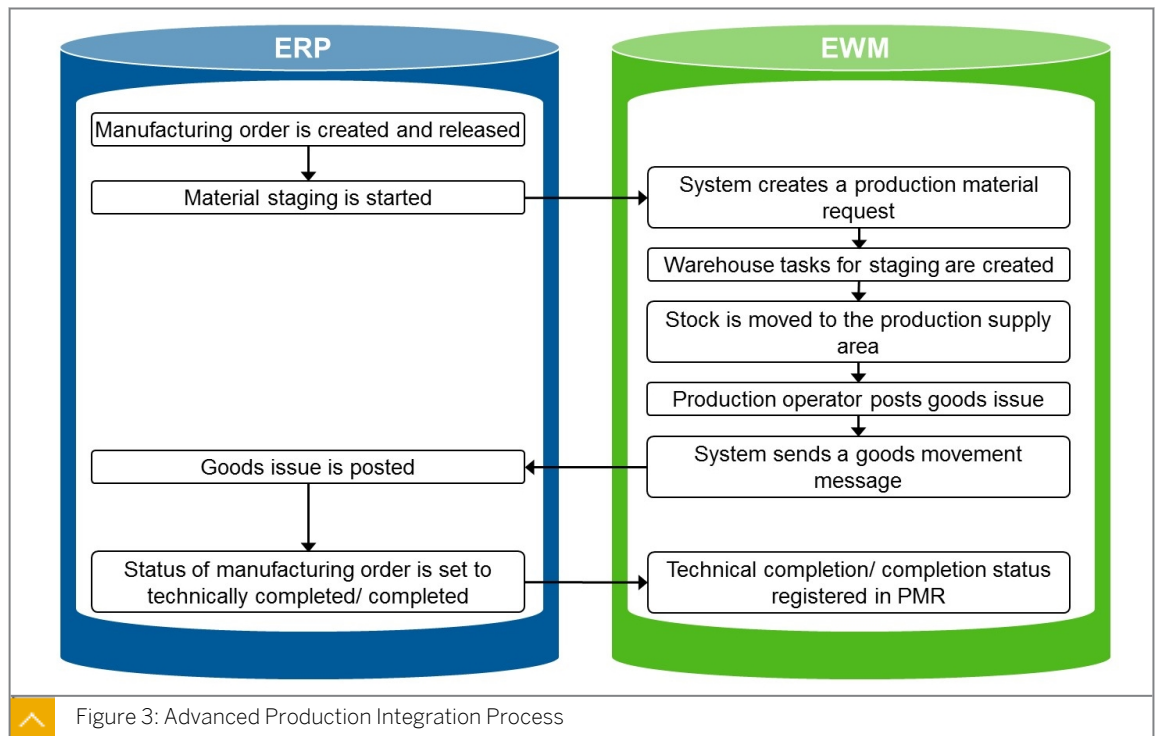 ERP
EWM
Manufacturing order is created and released
Material staging is started
System creates a production material
request
Warehouse tasks for staging are created
Stock is moved to the production supply
area
Production operator posts goods issue
Goods issue is posted
System sends a goods movement
message
Status of manufacturing order is set to
technically completed/ completed
Technical completion/ completion status
registered in PMR
Figure 3: Advanced Production Integration Process